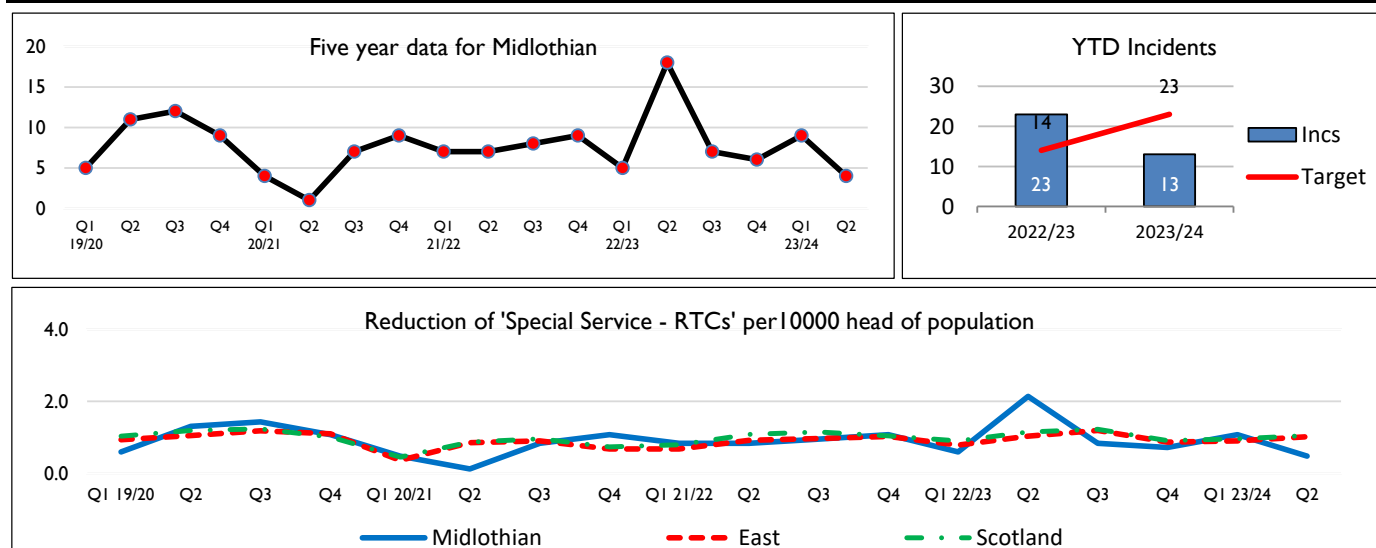 Five year data for Midlothian
20
15
10
5
0
Q1 Q2 Q3 Q4 Q1 Q2 Q3 Q4 Q1 Q2 Q3 Q4 Q1 Q2 Q3 Q4 Q1 Q2
19/20 20/21 21/22 22/23 23/24
YTD Incidents
30
20
10
0
23
14
23
13
2022/23 2023/24
Incs
Target
Reduction of 'Special Service - RTCs' per10000 head of population
4.0
2.0
0.0
Q1 19/20 Q2 Q3 Q4 Q1 20/21 Q2 Q3 Q4 Q1 21/22 Q2 Q3 Q4 Q1 22/23 Q2 Q3 Q4 Q1 23/24 Q2
Midlothian East Scotland